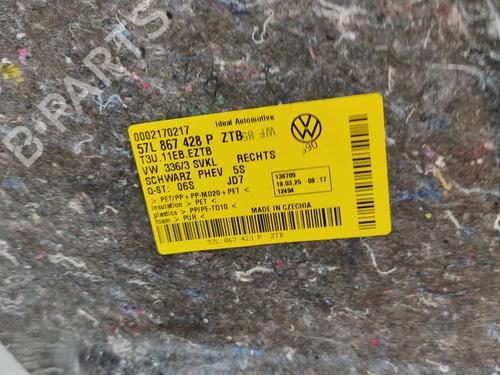 B-PARTS
Ideal Automotive
0002170217
57L 867 428 P ZTB
T3U.11EB.EZTB
VW 336/3 SVKL RECHTS
SCHWARZ PHEV 5S
Q-ST: 06S JD7
> PET/PP + PP-MD20 + PET <
insulation > PET <
plastics > PP/PE-TD10 <
foam > PUR <
136709
18.03.25 08:17
12494
MADE IN CZECHIA
57L 867 423 P ZTB